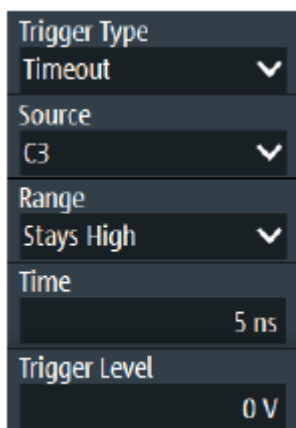 Trigger Type
Timeout
Source
C3
Range
Stays High
Time
5 ns
Trigger Level
0 V